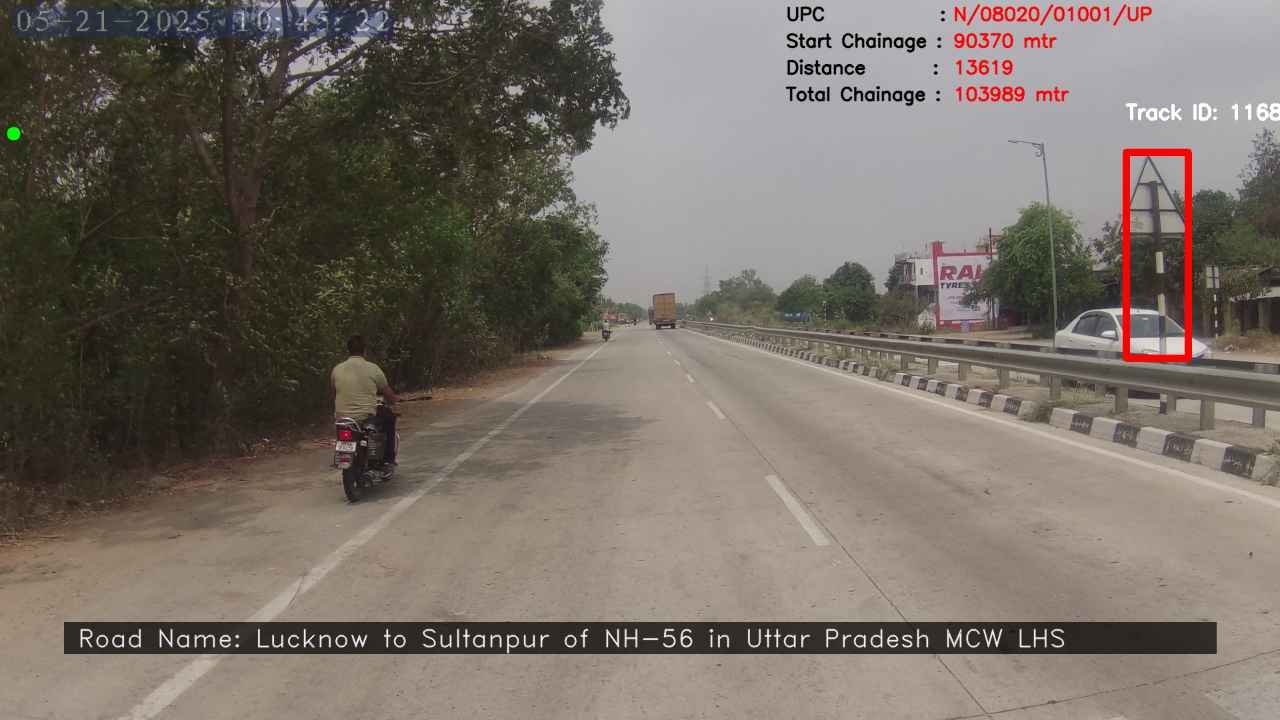 05-21-2025 10:45:22
UPC : N/08020/01001/UP
Start Chainage : 90370 mtr
Distance : 13619
Total Chainage : 103989 mtr
Track ID: 1168
TYRES
Road Name: Lucknow to Sultanpur of NH-56 in Uttar Pradesh MCW LHS